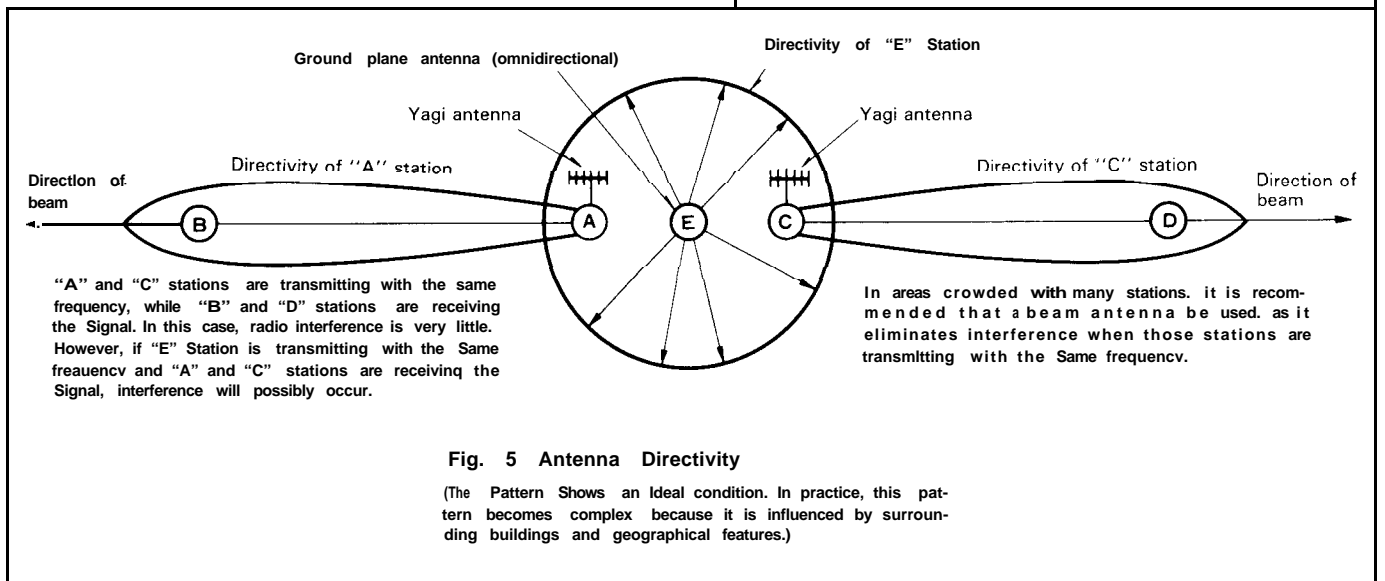 Directivity of “E” Station
Ground plane antenna (omnidirectional)
Yagi antenna
Yagi antenna
Directivity of “A” station
Directivity of “C” station
Direction of
beam
Direction of
beam
B
A
E
C
D
“A” and “C” stations are transmitting with the same
frequency, while “B” and “D” stations are receiving
the Signal. In this case, radio interference is very little.
However, if “E” Station is transmitting with the Same
freauencv and “A” and “C” stations are receivinq the
Signal, interference will possibly occur.
In areas crowded with many stations. it is recom-
mended that a beam antenna be used. as it
eliminates interference when those stations are
transmltting with the Same frequencv.
Fig. 5 Antenna Directivity
(The Pattern Shows an Ideal condition. In practice, this pat-
tern becomes complex because it is influenced by surroun-
ding buildings and geographical features.)